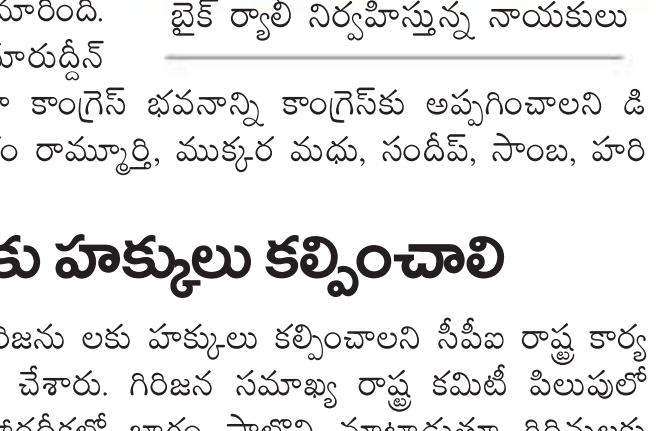 మారింది.
బైక్ ర్యాలీ నిర్వహిస్తున్న నాయకులు
కాంగ్రెస్ భవనాన్ని కాంగ్రెస్‌కు అప్పగించాలని డి
రామ్మూర్తి, ముక్కర మధు, సందీప్, సాంబ, హరి
కు హక్కులు కల్పించాలి
రిజను లకు హక్కులు కల్పించాలని సీపీఐ రాష్ట్ర కార్య
చేశారు. గిరిజన సమాఖ్య రాష్ట్ర కమిటీ పిలుపులో